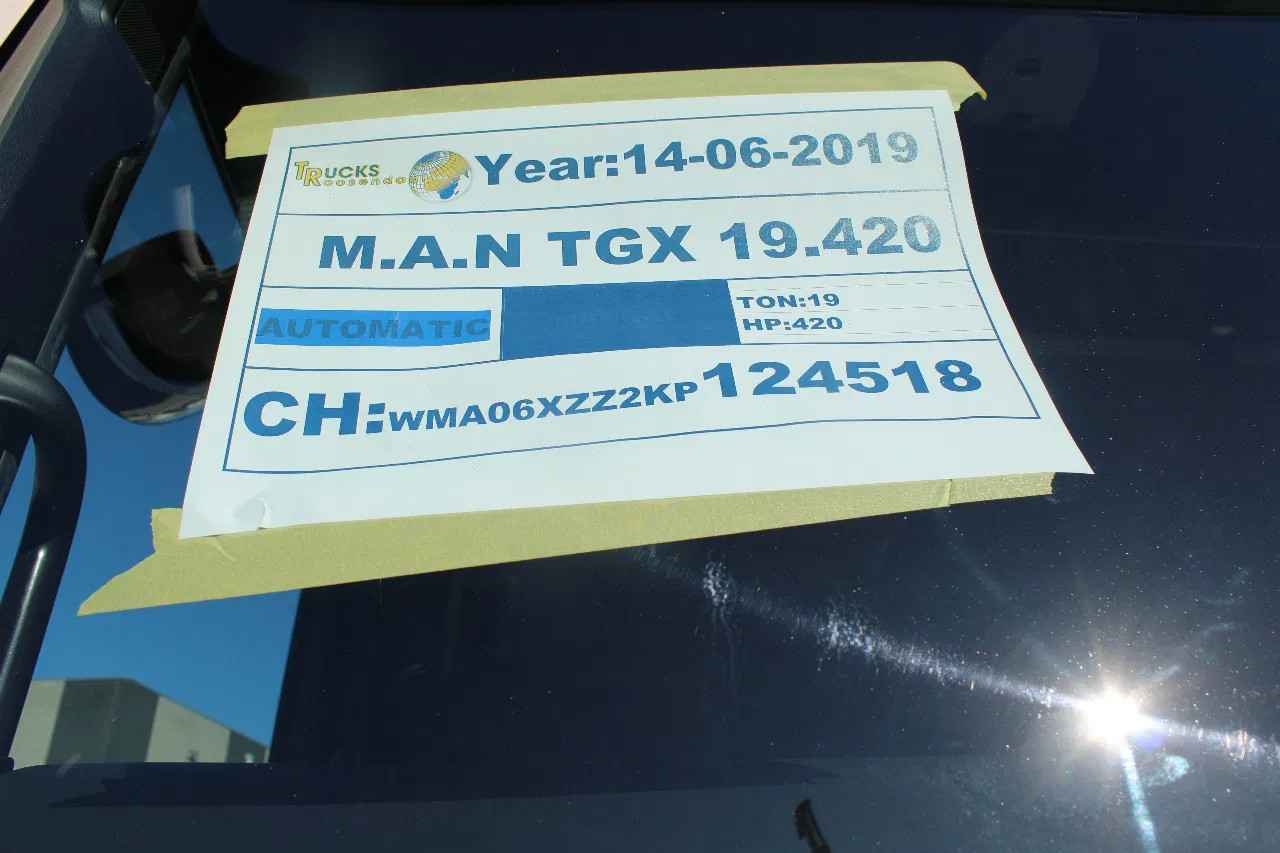 TRUCKS Roosendaal Year:14-06-2019
M.A.N TGX 19.420
AUTOMATIC
TON:19
HP:420
CH:WMA06XZZ2KP124518